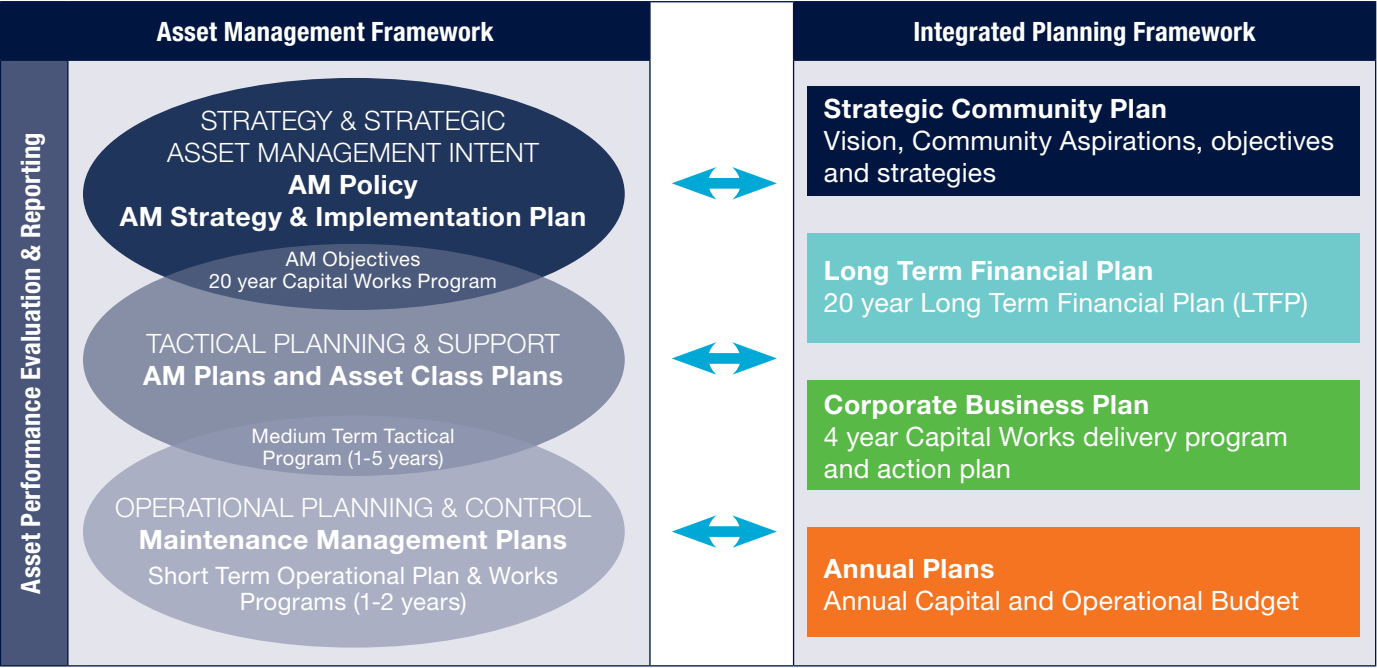 Asset Management Framework
Integrated Planning Framework
Asset Performance Evaluation & Reporting
STRATEGY & STRATEGIC
ASSET MANAGEMENT INTENT
AM Policy
AM Strategy & Implementation Plan
AM Objectives
20 year Capital Works Program
TACTICAL PLANNING & SUPPORT
AM Plans and Asset Class Plans
Medium Term Tactical
Program (1-5 years)
OPERATIONAL PLANNING & CONTROL
Maintenance Management Plans
Short Term Operational Plan & Works
Programs (1-2 years)
Strategic Community Plan
Vision, Community Aspirations, objectives
and strategies
Long Term Financial Plan
20 year Long Term Financial Plan (LTFP)
Corporate Business Plan
4 year Capital Works delivery program
and action plan
Annual Plans
Annual Capital and Operational Budget